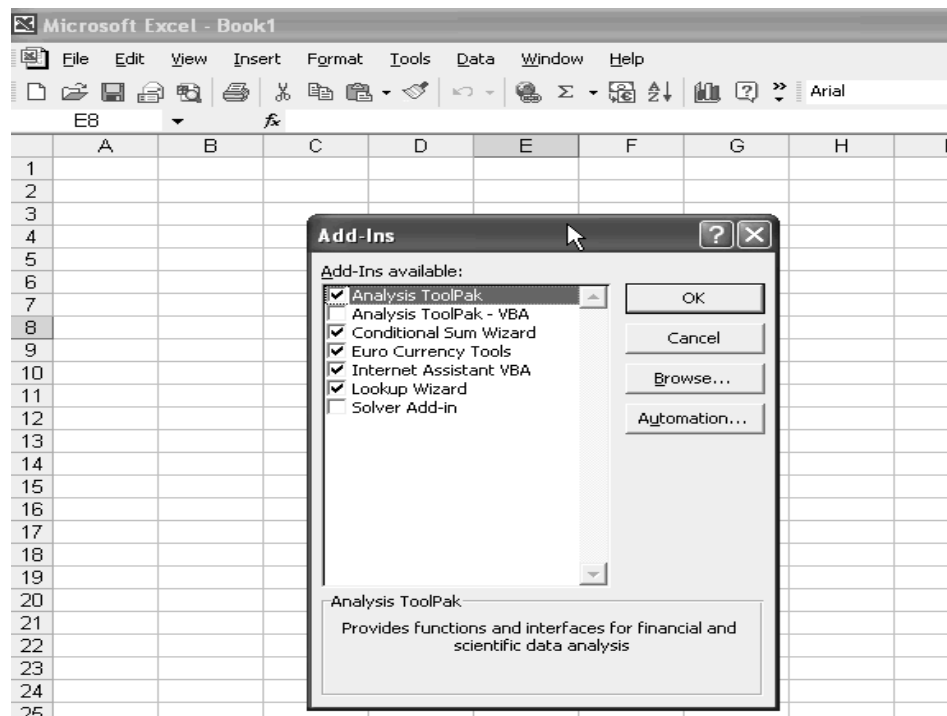 Microsoft Excel - Book1
File Edit View Insert Format Tools Data Window Help
Arial
E8 fx
A B C D E F G H
1
2
3
4
5
6
7
8
9
10
11
12
13
14
15
16
17
18
19
20
21
22
23
24
25
Add-Ins
Add-Ins available:
Analysis ToolPak
Analysis ToolPak - VBA
Conditional Sum Wizard
Euro Currency Tools
Internet Assistant VBA
Lookup Wizard
Solver Add-in
OK
Cancel
Browse...
Automation...
Analysis ToolPak
Provides functions and interfaces for financial and
scientific data analysis